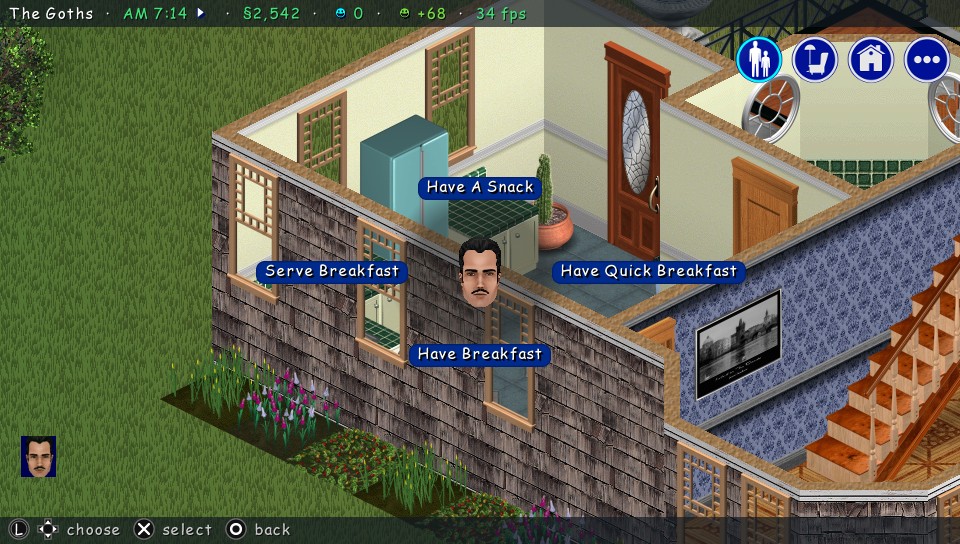 The Goths · AM 7:14 · §2,542 · 0 · +68 · 34 fps
Have A Snack
Serve Breakfast
Have Quick Breakfast
Have Breakfast
L choose X select O back